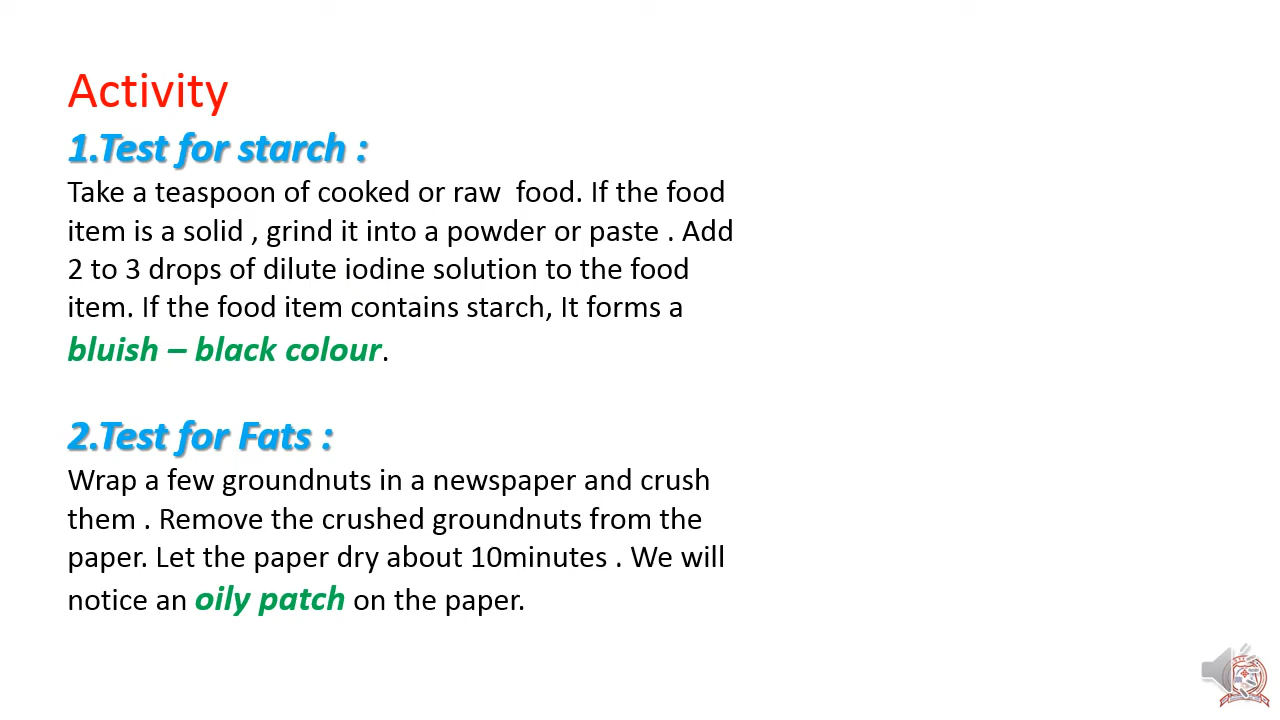 Activity
1.Test for starch :
Take a teaspoon of cooked or raw  food. If the food
item is a solid , grind it into a powder or paste . Add
2 to 3 drops of dilute iodine solution to the food
item. If the food item contains starch, It forms a
bluish – black colour.
2.Test for Fats :
Wrap a few groundnuts in a newspaper and crush
them . Remove the crushed groundnuts from the
paper. Let the paper dry about 10minutes . We will
notice an oily patch on the paper.